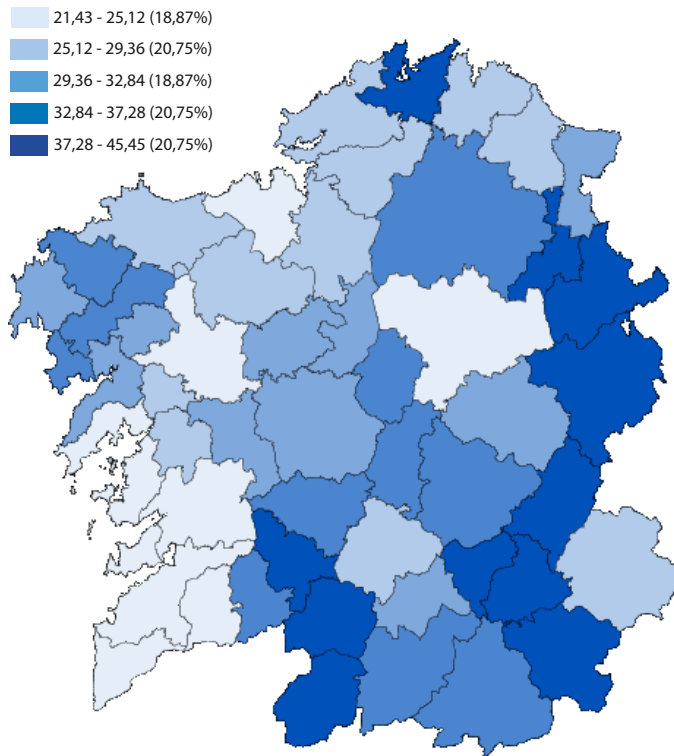 21,43 - 25,12 (18,87%)
25,12 - 29,36 (20,75%)
29,36 - 32,84 (18,87%)
32,84 - 37,28 (20,75%)
37,28 - 45,45 (20,75%)